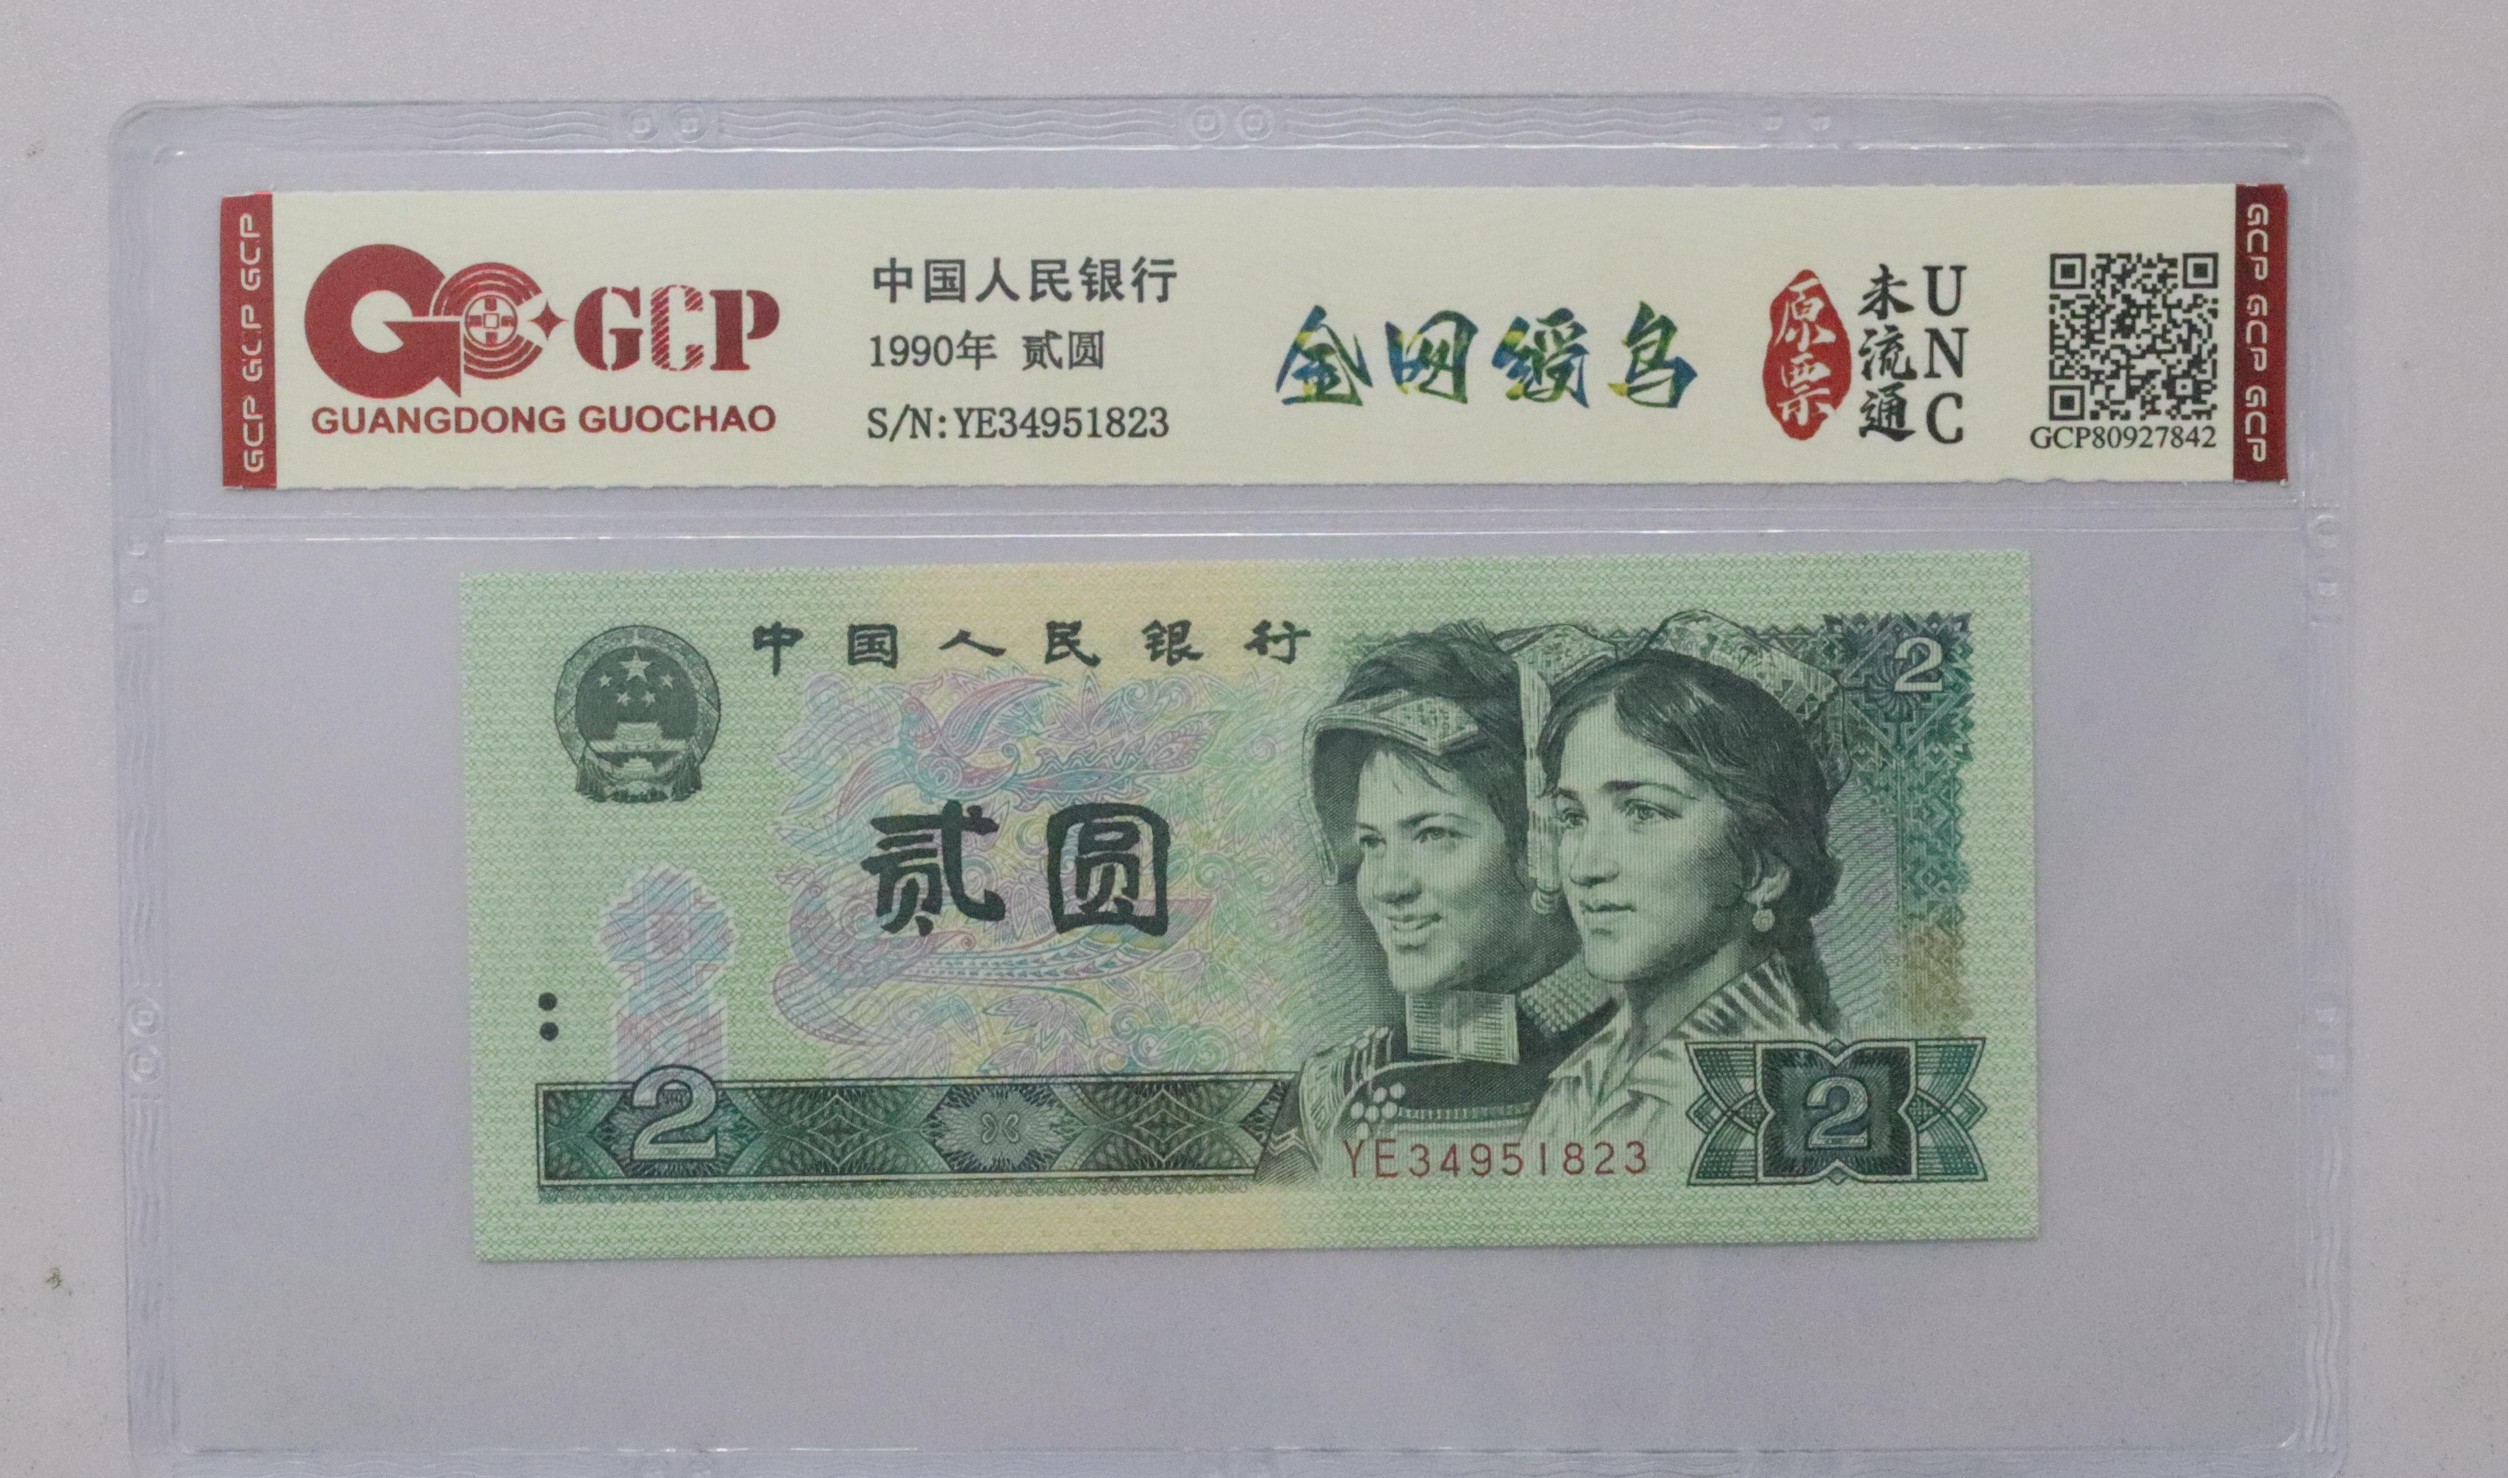 GCP GCP GCP
GCP
GUANGDONG GUOCHAO
中国人民银行
1990年 贰圆
S/N:YE34951823
金网绶鸟
原票
未流通
UNC
GCP80927842
GCP GCP GCP
中国人民银行
2
贰圆
2
YE34951823
2